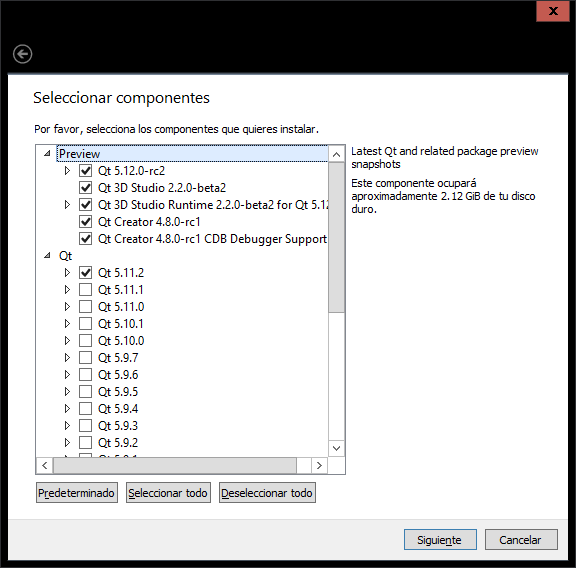 Seleccionar componentes
Por favor, selecciona los componentes que quieres instalar.
Preview
Qt 5.12.0-rc2
Qt 3D Studio 2.2.0-beta2
Qt 3D Studio Runtime 2.2.0-beta2 for Qt 5.12
Qt Creator 4.8.0-rc1
Qt Creator 4.8.0-rc1 CDB Debugger Support
Qt
Qt 5.11.2
Qt 5.11.1
Qt 5.11.0
Qt 5.10.1
Qt 5.10.0
Qt 5.9.7
Qt 5.9.6
Qt 5.9.5
Qt 5.9.4
Qt 5.9.3
Qt 5.9.2
Qt 5.9.1
Latest Qt and related package preview
snapshots
Este componente ocupará
aproximadamente 2.12 GiB de tu disco
duro.
Predeterminado
Seleccionar todo
Deseleccionar todo
Siguiente
Cancelar